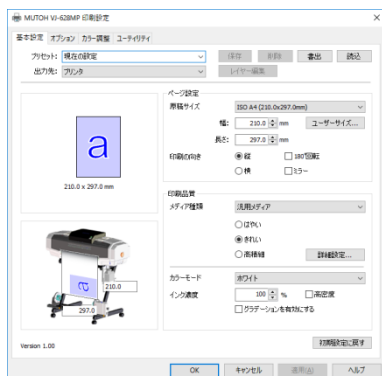 MUTOH VJ-628MP 印刷設定
基本設定 オプション カラー調整 ユーティリティ
プリセット: 現在の設定 保存 削除 書出 読込
出力先: プリンタ レイヤー編集
a
210.0 x 297.0 mm
ページ設定
原稿サイズ ISO A4 (210.0x297.0mm)
幅: 210.0 mm ユーザーサイズ...
長さ: 297.0 mm
印刷の向き 縦 180°回転
横 ミラー
印刷品質
メディア種類 汎用メディア
はやい
きれい
高精細 詳細設定...
カラーモード ホワイト
インク濃度 100 % 高密度
グラデーションを有効にする
a
210.0
297.0
Version 1.00 初期設定に戻す
OK キャンセル 適用(A) ヘルプ